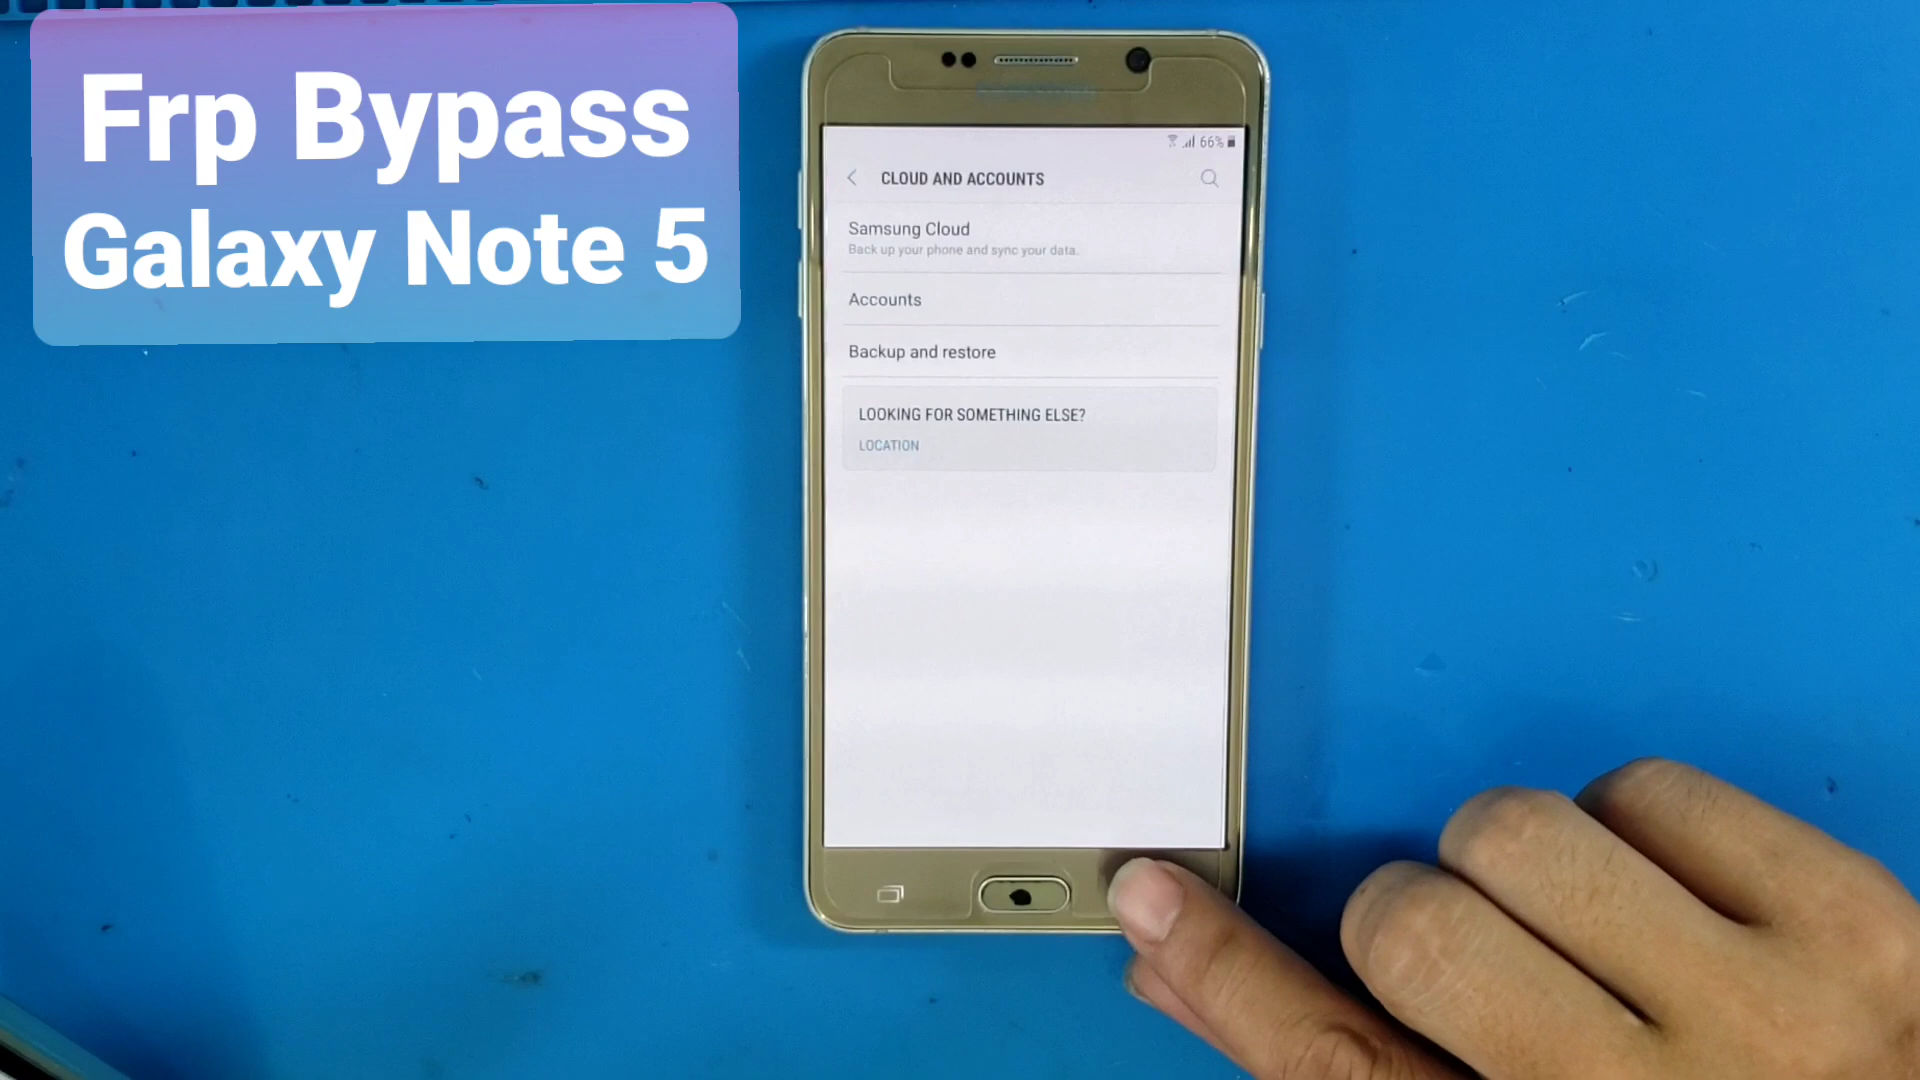 Frp Bypass
Galaxy Note 5
66%
CLOUD AND ACCOUNTS
Samsung Cloud
Back up your phone and sync your data.
Accounts
Backup and restore
LOOKING FOR SOMETHING ELSE?
LOCATION